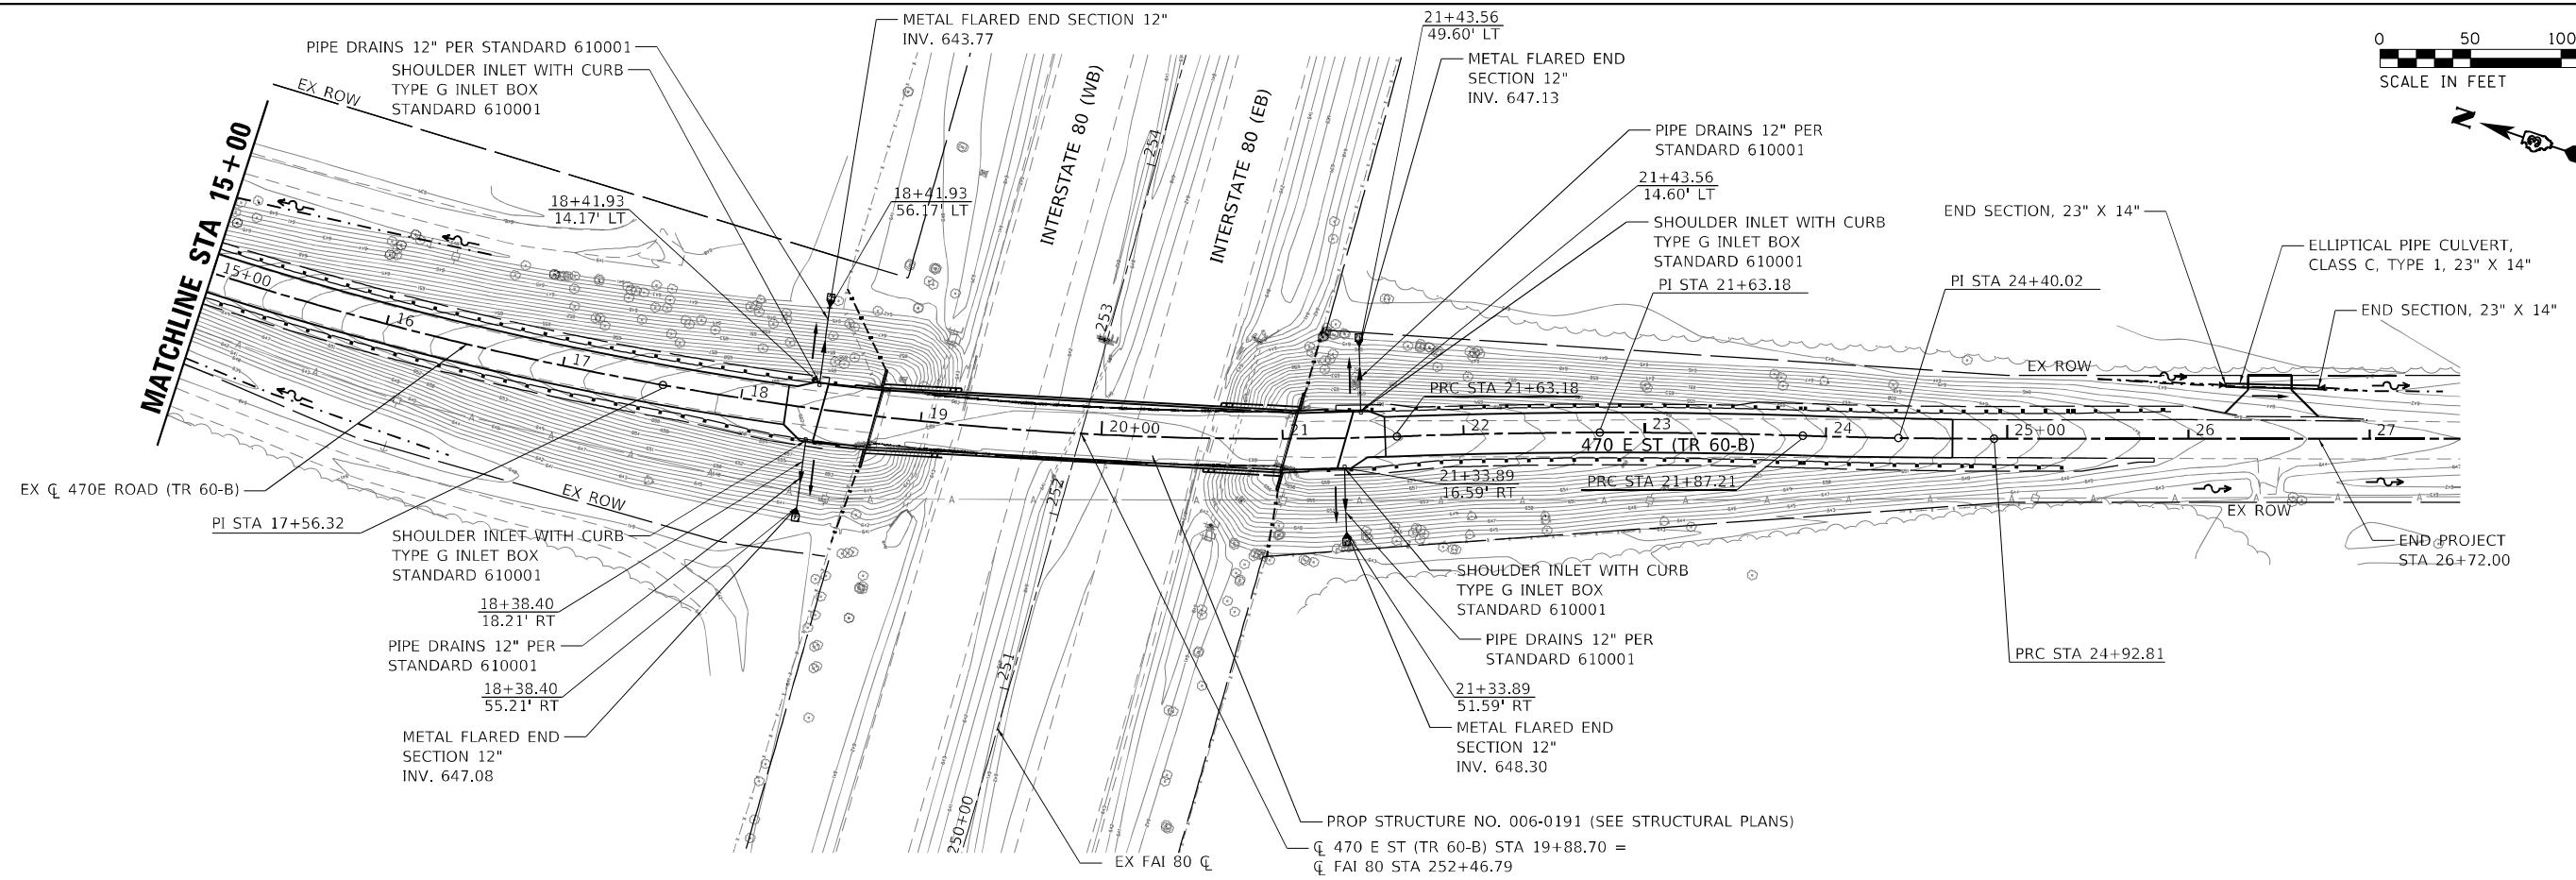 METAL FLARED END SECTION 12"
INV. 643.77
PIPE DRAINS 12" PER STANDARD 610001
SHOULDER INLET WITH CURB
TYPE G INLET BOX
STANDARD 610001
EX ROW
MATCHLINE STA 15+00
18+41.93
14.17' LT
18+41.93
56.17' LT
INTERSTATE 80 (WB)
INTERSTATE 80 (EB)
21+43.56
49.60' LT
METAL FLARED END
SECTION 12"
INV. 647.13
PIPE DRAINS 12" PER
STANDARD 610001
21+43.56
14.60' LT
SHOULDER INLET WITH CURB
TYPE G INLET BOX
STANDARD 610001
PI STA 21+63.18
PI STA 24+40.02
0 50 100
SCALE IN FEET
N
END SECTION, 23" X 14"
ELLIPTICAL PIPE CULVERT,
CLASS C, TYPE 1, 23" X 14"
END SECTION, 23" X 14"
EX ROW
254
253
252
251
250+00
15+00
16
17
18
19
20+00
21
22
23
24
25+00
26
27
PRC STA 21+63.18
470 E ST (TR 60-B)
21+33.89
16.59' RT
PRC STA 21+87.21
EX ROW
END PROJECT
STA 26+72.00
PRC STA 24+92.81
EX ℄ 470E ROAD (TR 60-B)
EX ROW
PI STA 17+56.32
SHOULDER INLET WITH CURB
TYPE G INLET BOX
STANDARD 610001
18+38.40
18.21' RT
PIPE DRAINS 12" PER
STANDARD 610001
18+38.40
55.21' RT
METAL FLARED END
SECTION 12"
INV. 647.08
SHOULDER INLET WITH CURB
TYPE G INLET BOX
STANDARD 610001
PIPE DRAINS 12" PER
STANDARD 610001
21+33.89
51.59' RT
METAL FLARED END
SECTION 12"
INV. 648.30
PROP STRUCTURE NO. 006-0191 (SEE STRUCTURAL PLANS)
℄ 470 E ST (TR 60-B) STA 19+88.70 =
℄ FAI 80 STA 252+46.79
EX FAI 80 ℄